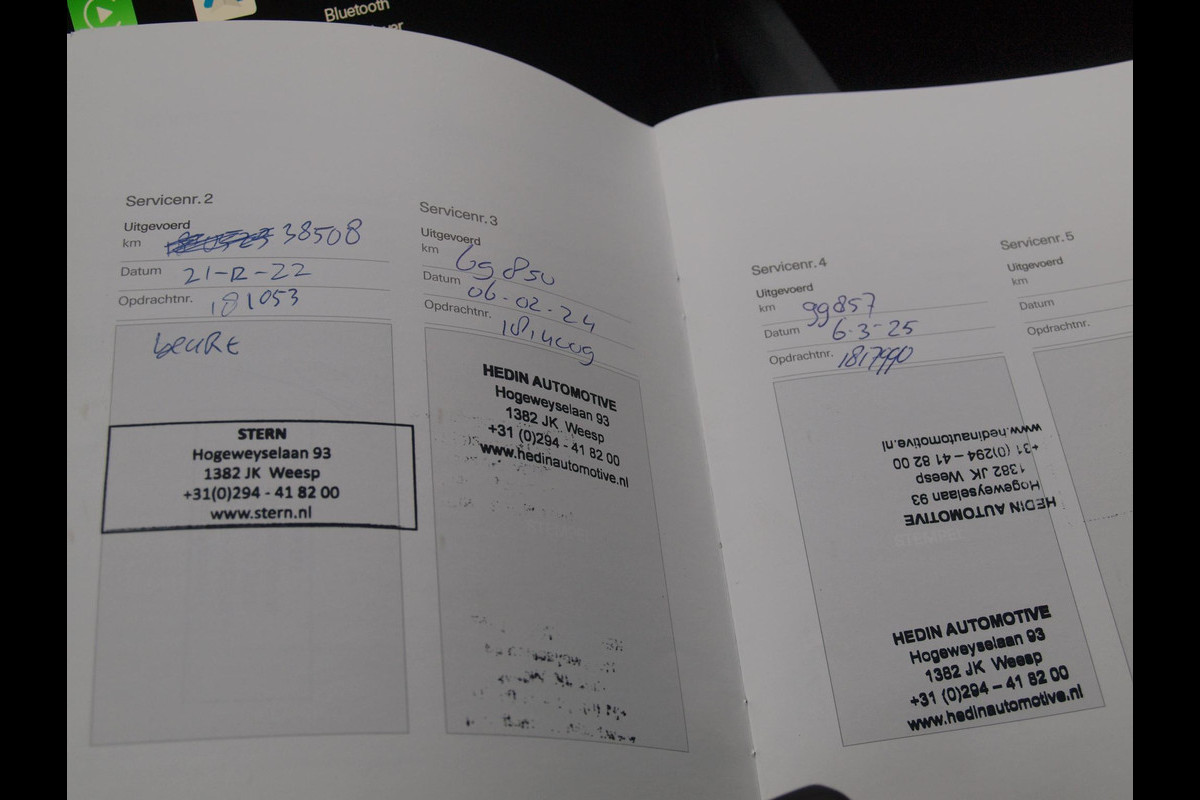 Bluetooth
Servicenr. 2
Uitgevoerd
km 38508
Datum 21-12-22
Opdrachtnr. 181053
beurt
STERN
Hogeweyselaan 93
1382 JK Weesp
+31(0)294 - 41 82 00
www.stern.nl
Servicenr. 3
Uitgevoerd
km 69850
Datum 06-02-24
Opdrachtnr.
HEDIN AUTOMOTIVE
Hogeweyselaan 93
1382 JK Weesp
+31 (0)294 - 41 82 00
www.hedinautomotive.nl
Servicenr. 4
Uitgevoerd
km 99857
Datum 6-3-25
Opdrachtnr.
HEDIN AUTOMOTIVE
Hogeweyselaan 93
1382 JK Weesp
+31 (0)294 – 41 82 00
www.hedinautomotive.nl
HEDIN AUTOMOTIVE
Hogeweyselaan 93
1382 JK Weesp
+31 (0)294 – 41 82 00
www.hedinautomotive.nl
Servicenr. 5
Uitgevoerd
km
Datum
Opdrachtnr.